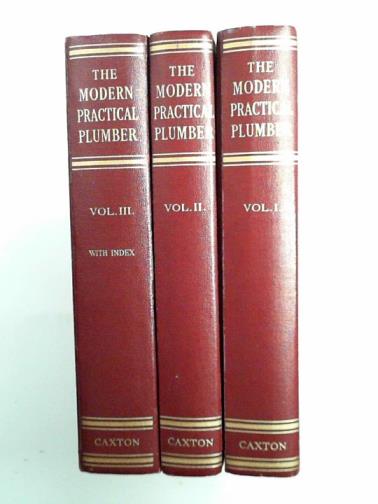 THE
MODERN
PRACTICAL
PLUMBER
VOL. III.
WITH INDEX
CAXTON
THE
MODERN
PRACTICAL
PLUMBER
VOL. II.
CAXTON
THE
MODERN
PRACTICAL
PLUMBER
VOL. I.
CAXTON